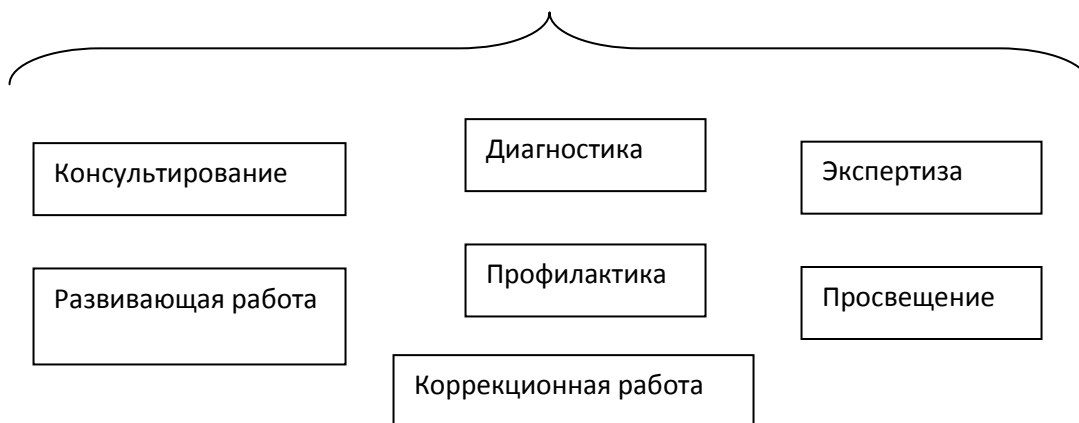 Консультирование
Диагностика
Экспертиза
Развивающая работа
Профилактика
Просвещение
Коррекционная работа